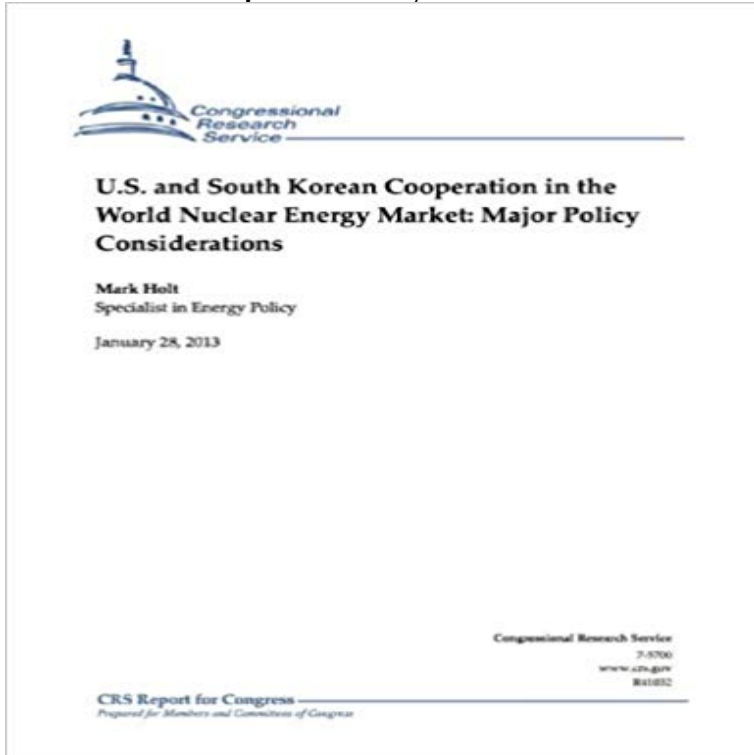 Congressional
Research
Service
U.S. and South Korean Cooperation in the
World Nuclear Energy Market: Major Policy
Considerations
Mark Holt
Specialist in Energy Policy
January 28, 2013
Congressional Research Service
7-5700
www.crs.gov
CRS Report for Congress
Prepared for Members and Committees of Congress